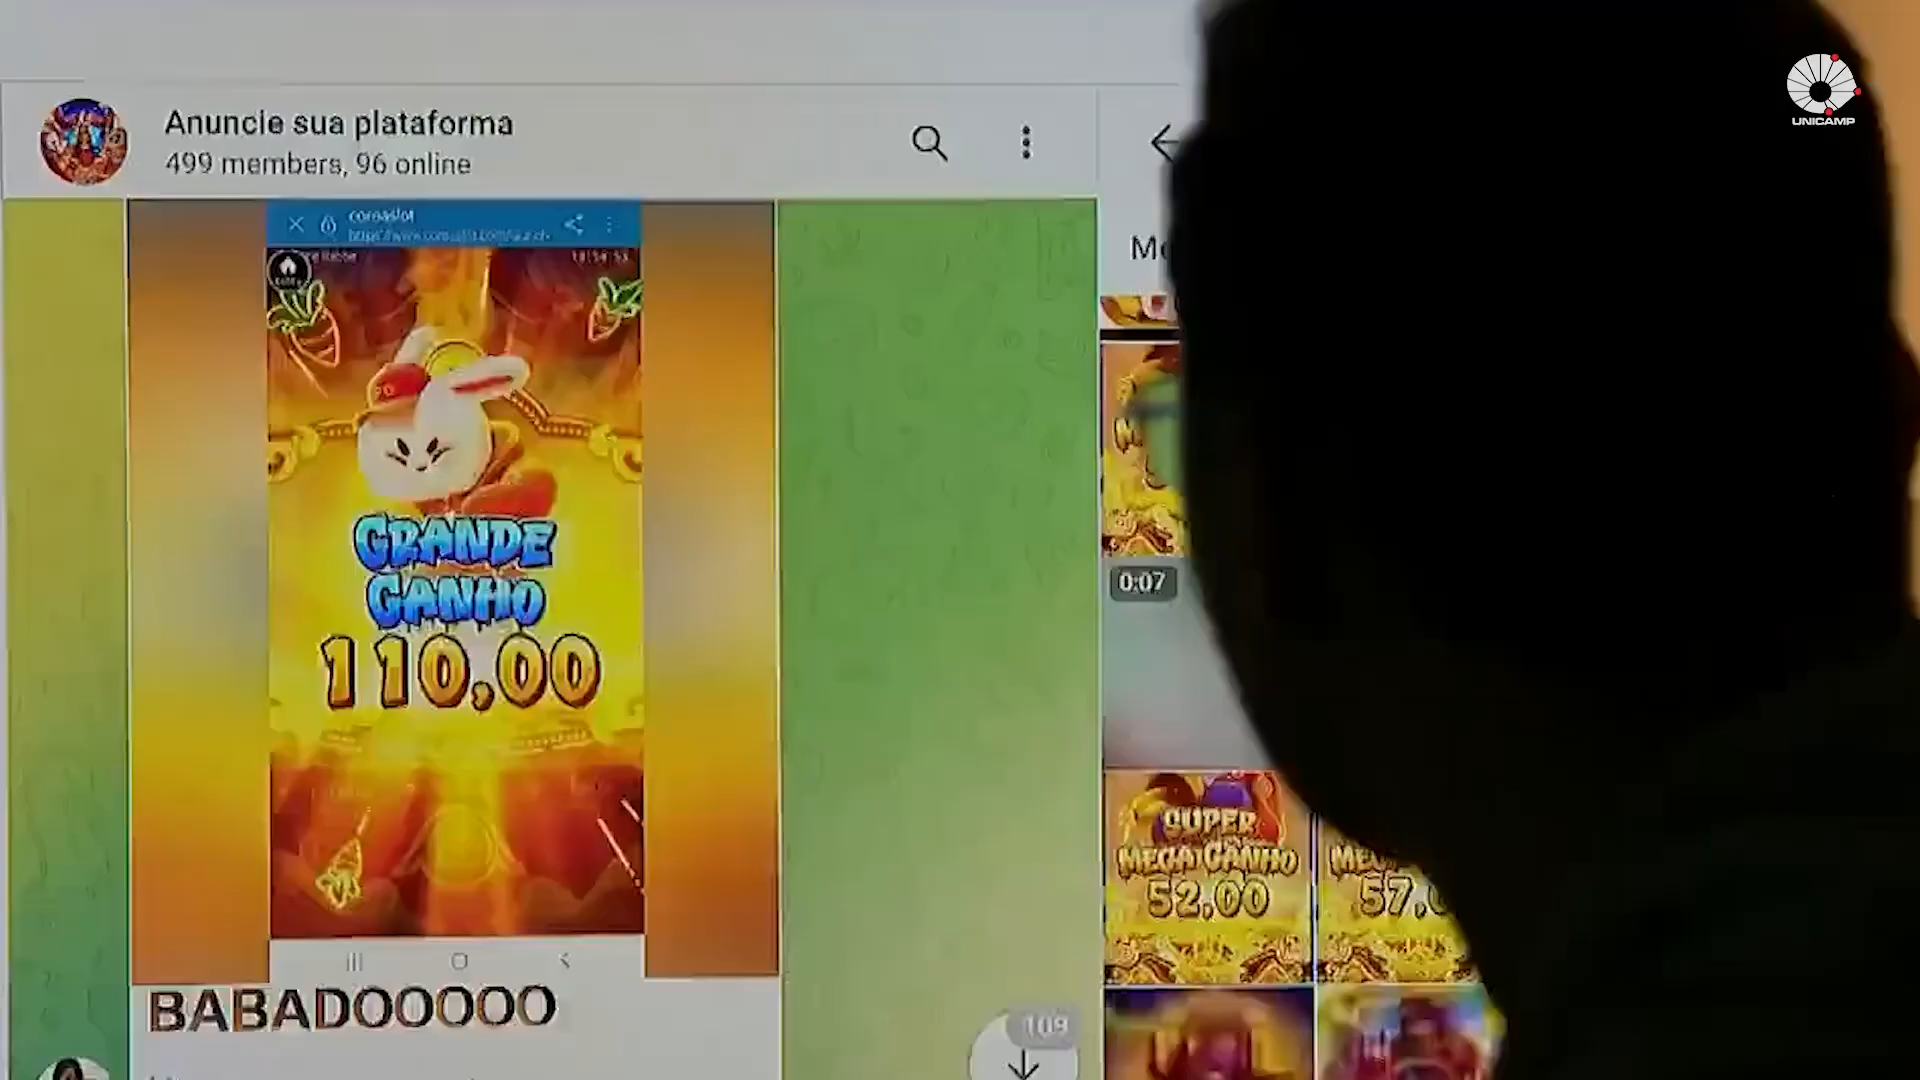 UNICAMP
Anuncie sua plataforma
499 members, 96 online
coroaslot
GRANDE
GANHO
110,00
0:07
SUPER
MEGA GANHO
52,00
BABADOOOOO
109